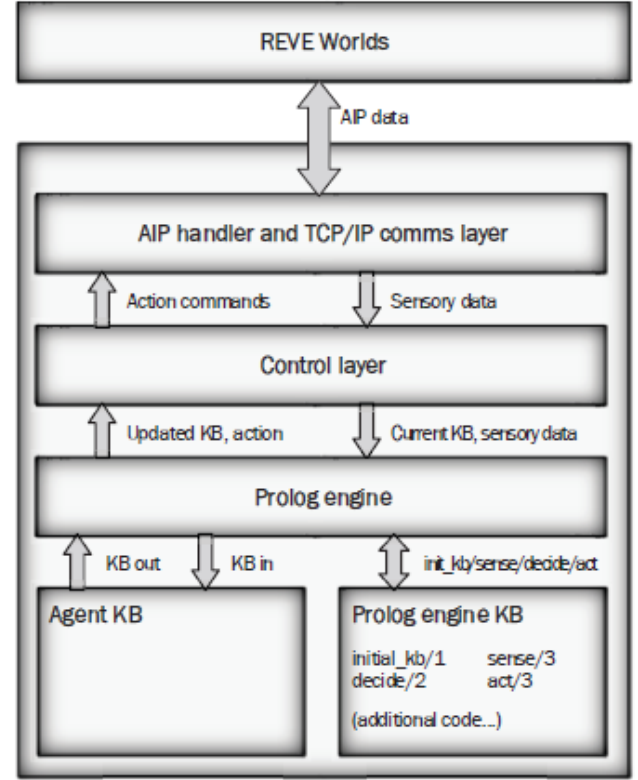 REVE Worlds
AIP data
AIP handler and TCP/IP comms layer
Action commands
Sensory data
Control layer
Updated KB, action
Current KB, sensory data
Prolog engine
KB out
KB in
init_kb/sense/decide/act
Agent KB
Prolog engine KB
initial_kb/1 sense/3
decide/2 act/3
(additional code...)